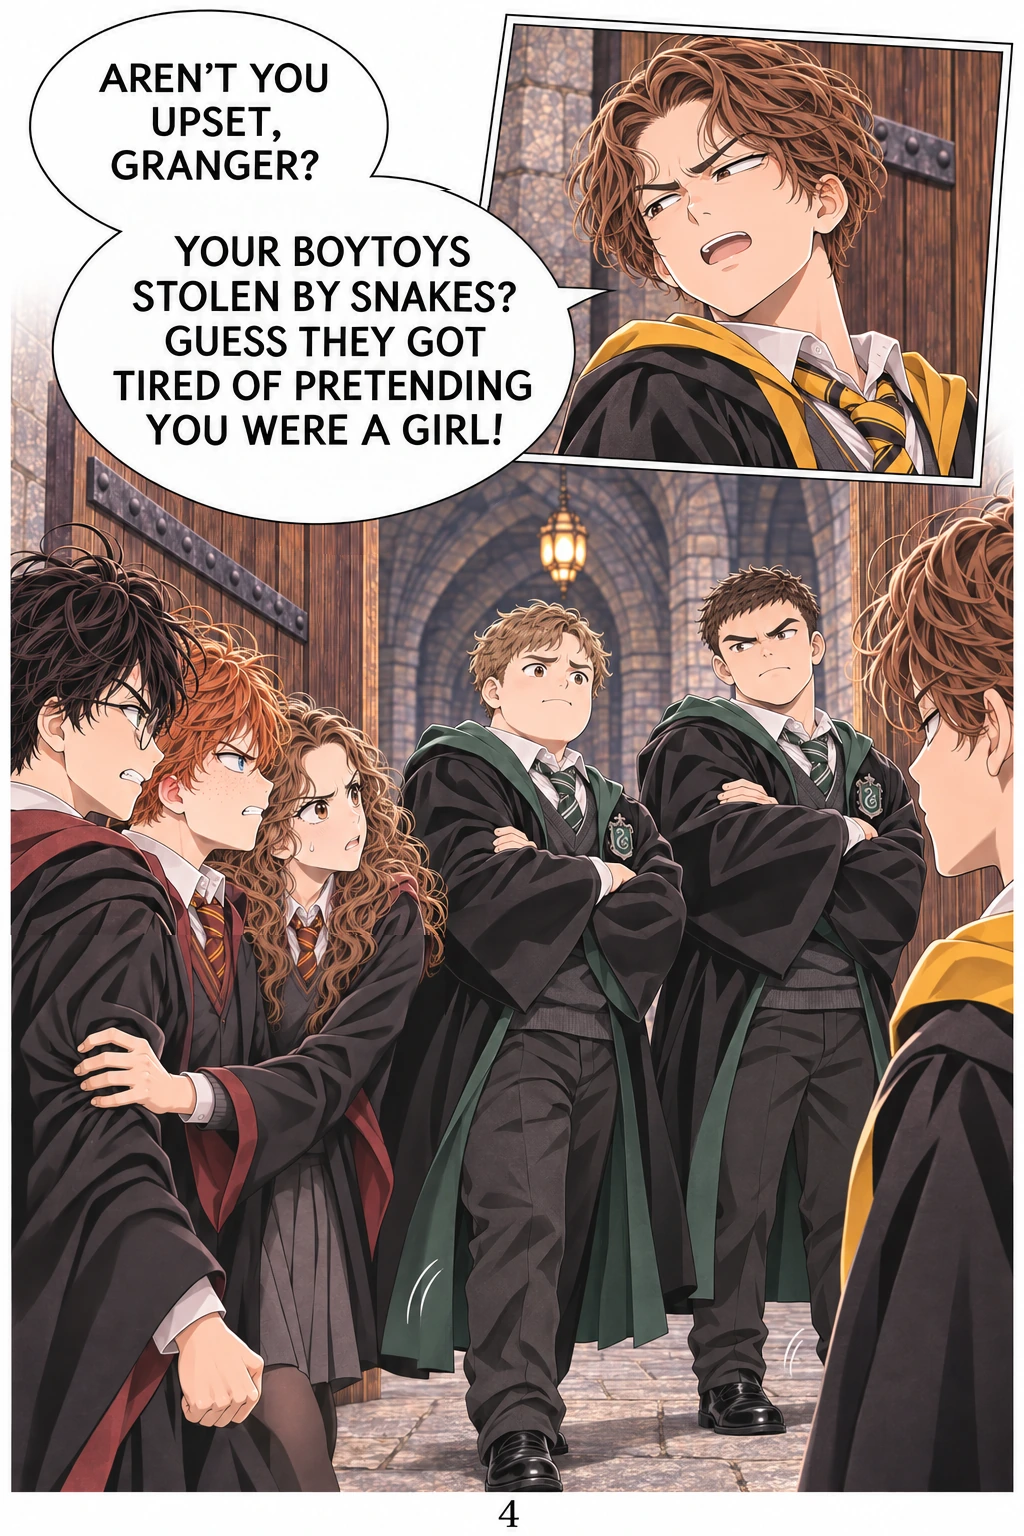 AREN'T YOU
UPSET,
GRANGER?
YOUR BOYTOYS
STOLEN BY SNAKES?
GUESS THEY GOT
TIRED OF PRETENDING
YOU WERE A GIRL!
4